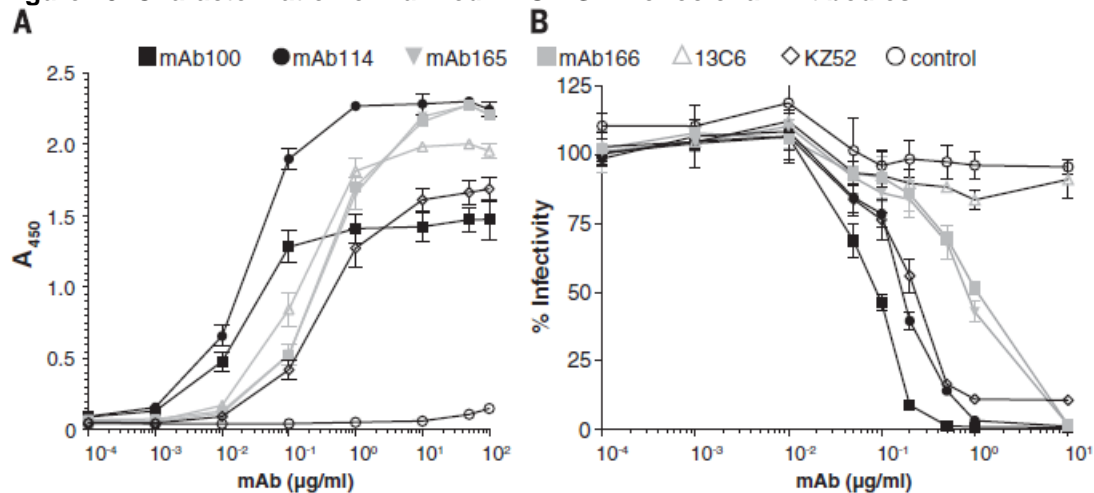 A
B
mAb100 mAb114 mAb165 mAb166 13C6 KZ52 control
2.5
2.0
1.5
1.0
0.5
0
A450
10-4 10-3 10-2 10-1 100 101 102
mAb (µg/ml)
125
100
75
50
25
0
% Infectivity
10-4 10-3 10-2 10-1 100 101
mAb (µg/ml)